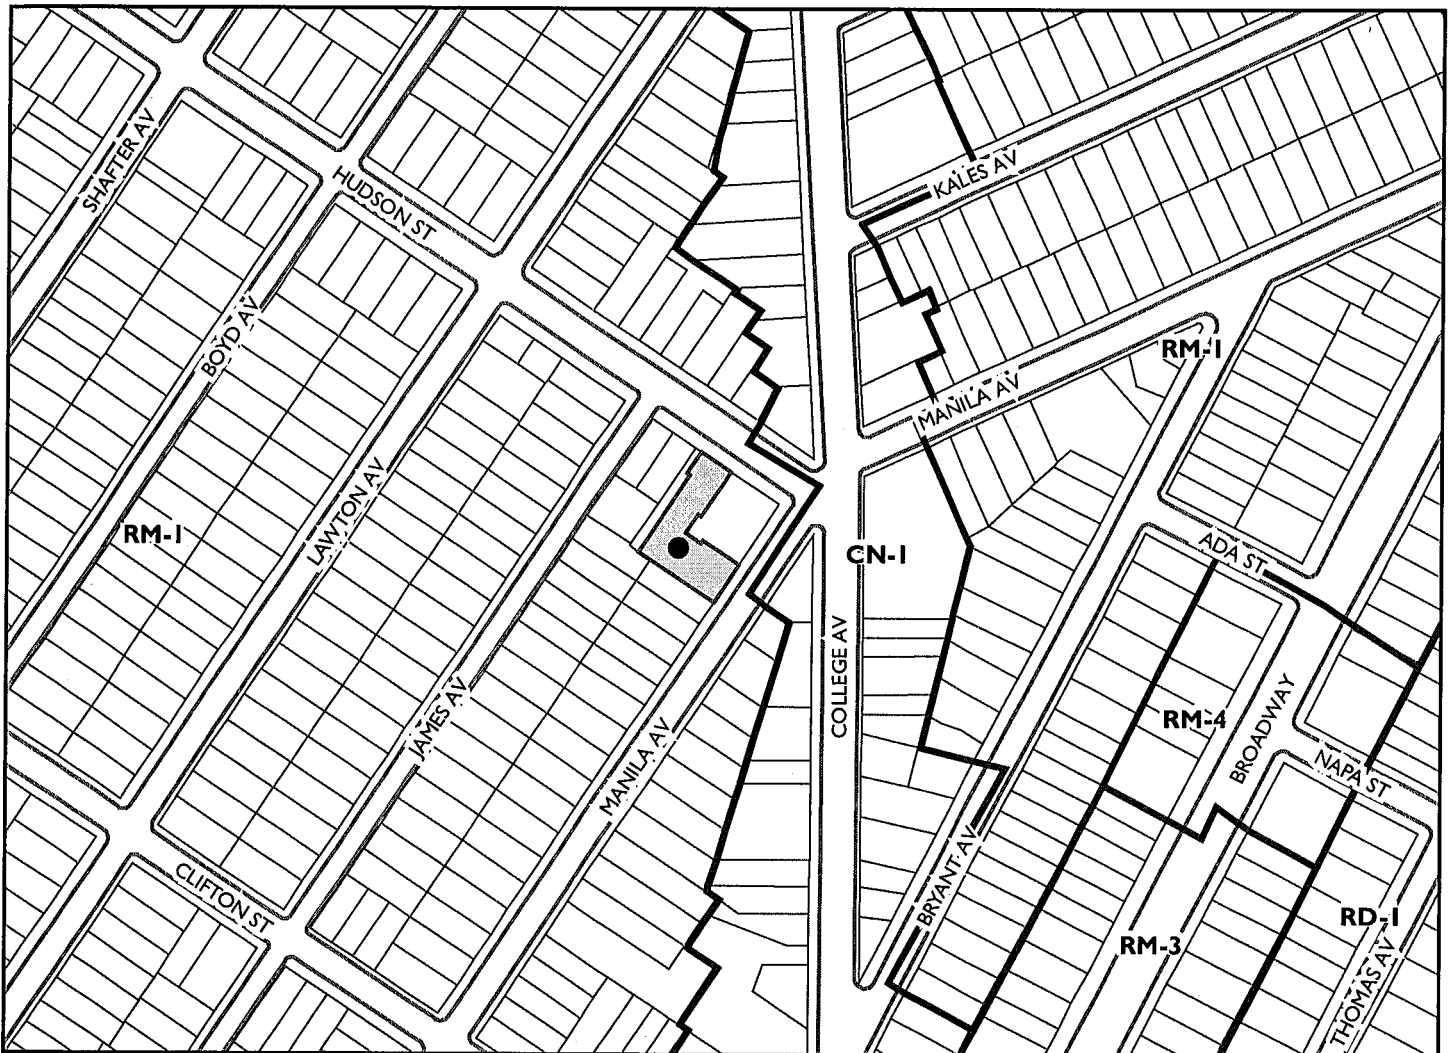 SHAFTER AV
HUDSON ST
KALES AV
BOYD AV
RM-1
MANILA AV
LAWTON AV
RM-1
ADA ST
CN-1
COLLEGE AV
JAMES AV
RM-4
BROADWAY
MANILA AV
NAPA ST
BRYANT AV
CLIFTON ST
RD-1
RM-3
THOMAS AV